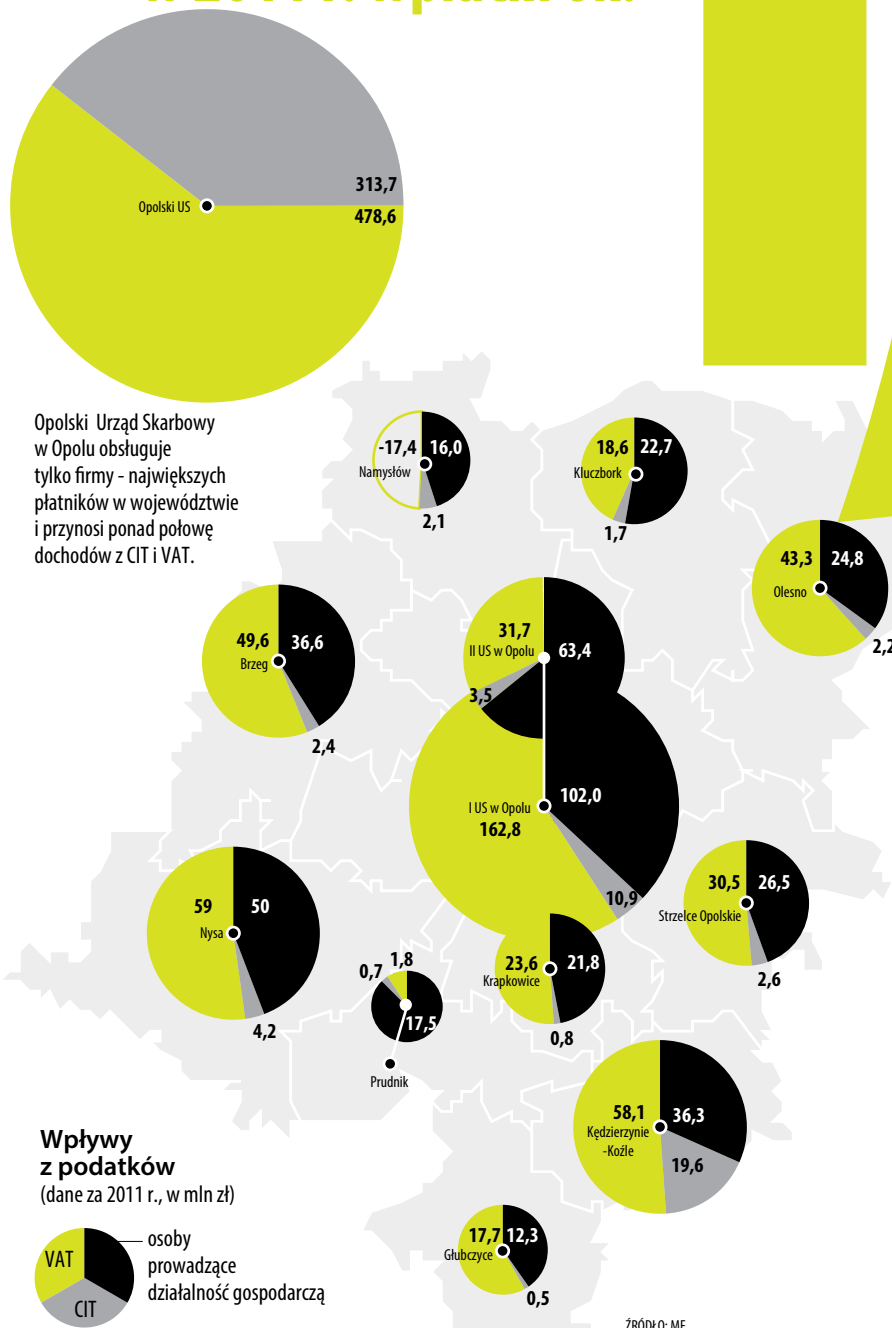 313,7
Opolski US
478,6
Opolski Urząd Skarbowy
w Opolu obsługuje
tylko firmy - największych
płatników w województwie
i przynosi ponad połowę
dochodów z CIT i VAT.
-17,4 16,0
Namysłów
2,1
18,6 22,7
Kluczbork
1,7
43,3 24,8
Olesno
2,2
49,6 36,6
Brzeg
2,4
31,7
II US w Opolu 63,4
3,5
I US w Opolu 102,0
162,8
10,9
30,5 26,5
Strzelce Opolskie
2,6
59 50
Nysa
4,2
0,7 1,8
17,5
Prudnik
23,6 21,8
Krapkowice
0,8
58,1 36,3
Kędzierzynie
-Koźle
19,6
17,7 12,3
Głubczyce
0,5
Wpływy
z podatków
(dane za 2011 r., w mln zł)
VAT
CIT
osoby
prowadzące
działalność gospodarczą
ŹRÓDŁO: MF